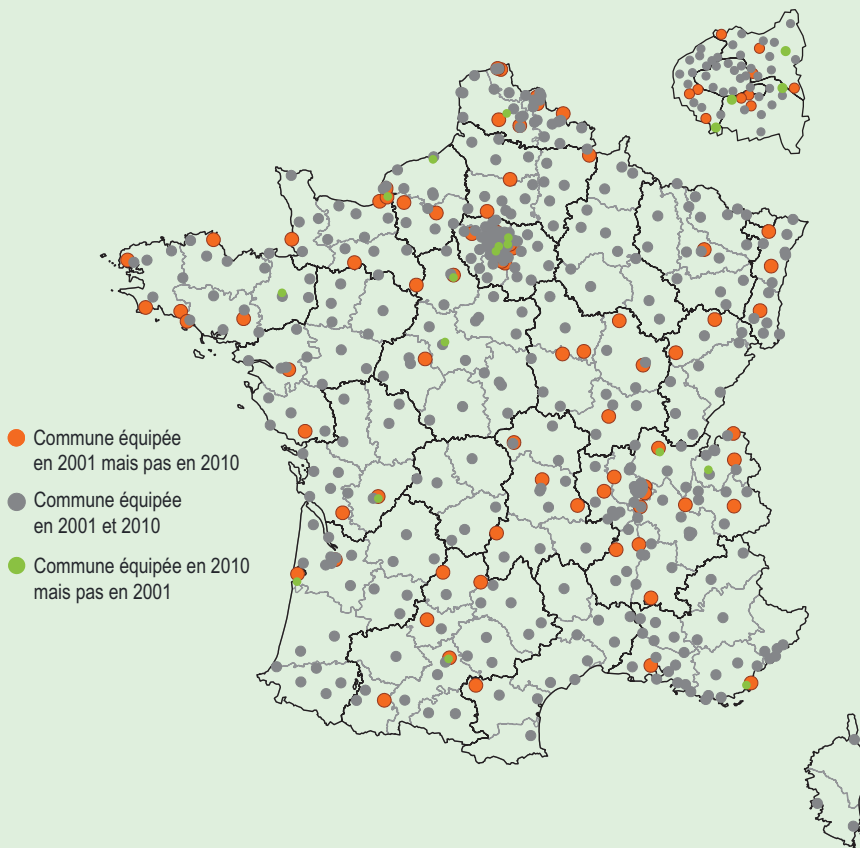 Commune équipée
en 2001 mais pas en 2010
Commune équipée
en 2001 et 2010
Commune équipée en 2010
mais pas en 2001